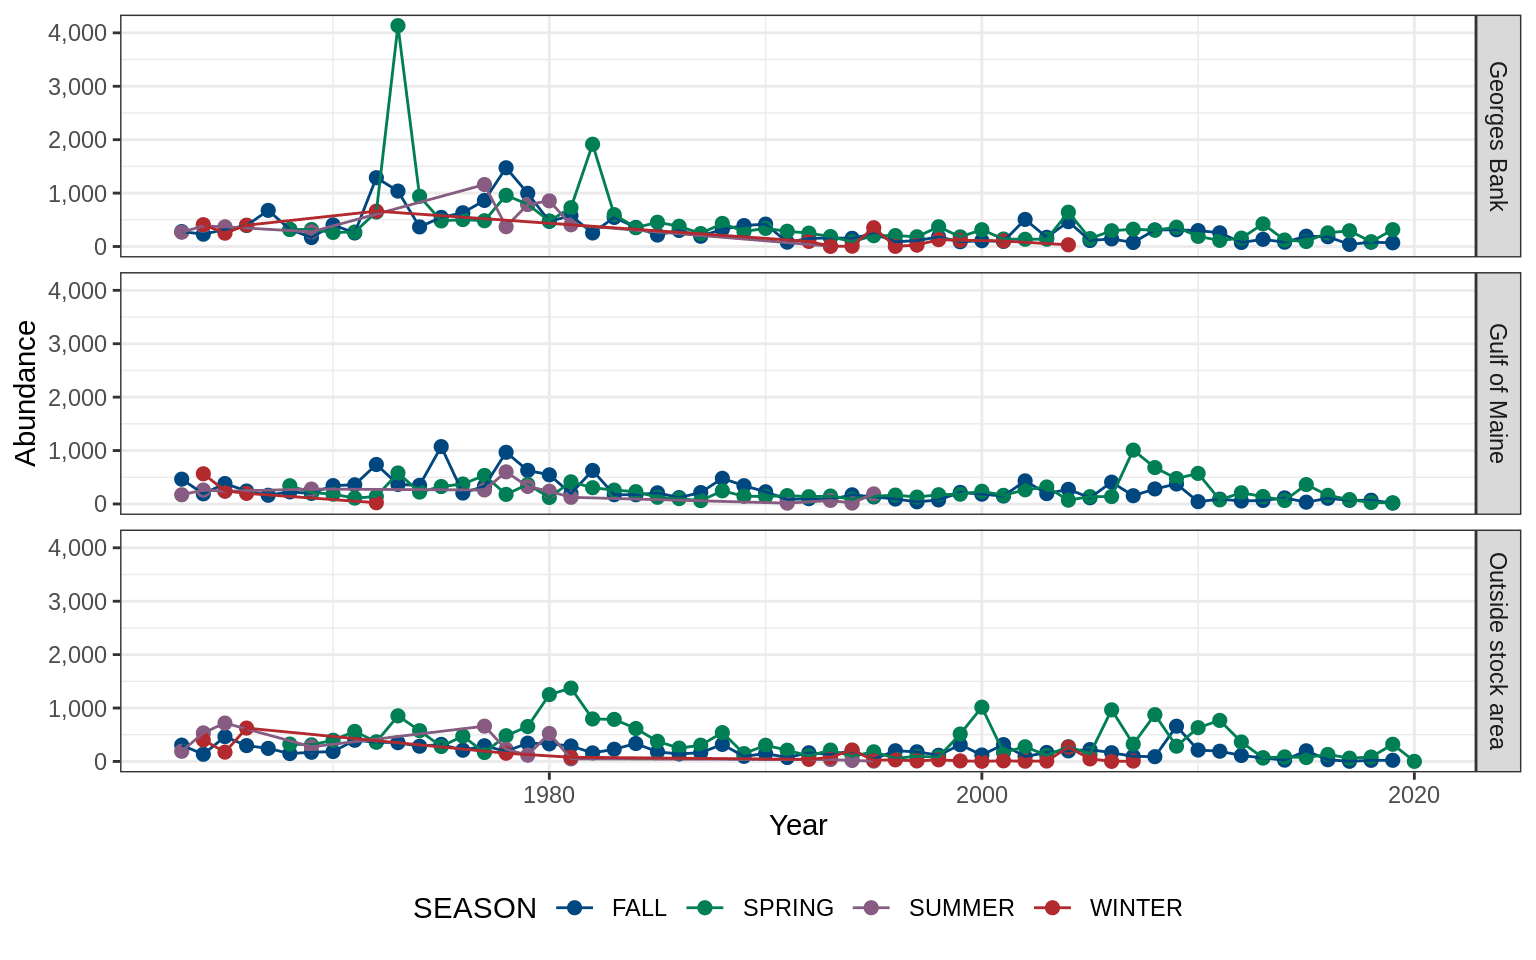 4,000
3,000
2,000
1,000
0
Georges Bank
4,000
3,000
2,000
1,000
0
Gulf of Maine
4,000
3,000
2,000
1,000
0
Outside stock area
Abundance
1980 2000 2020
Year
SEASON FALL SPRING SUMMER WINTER